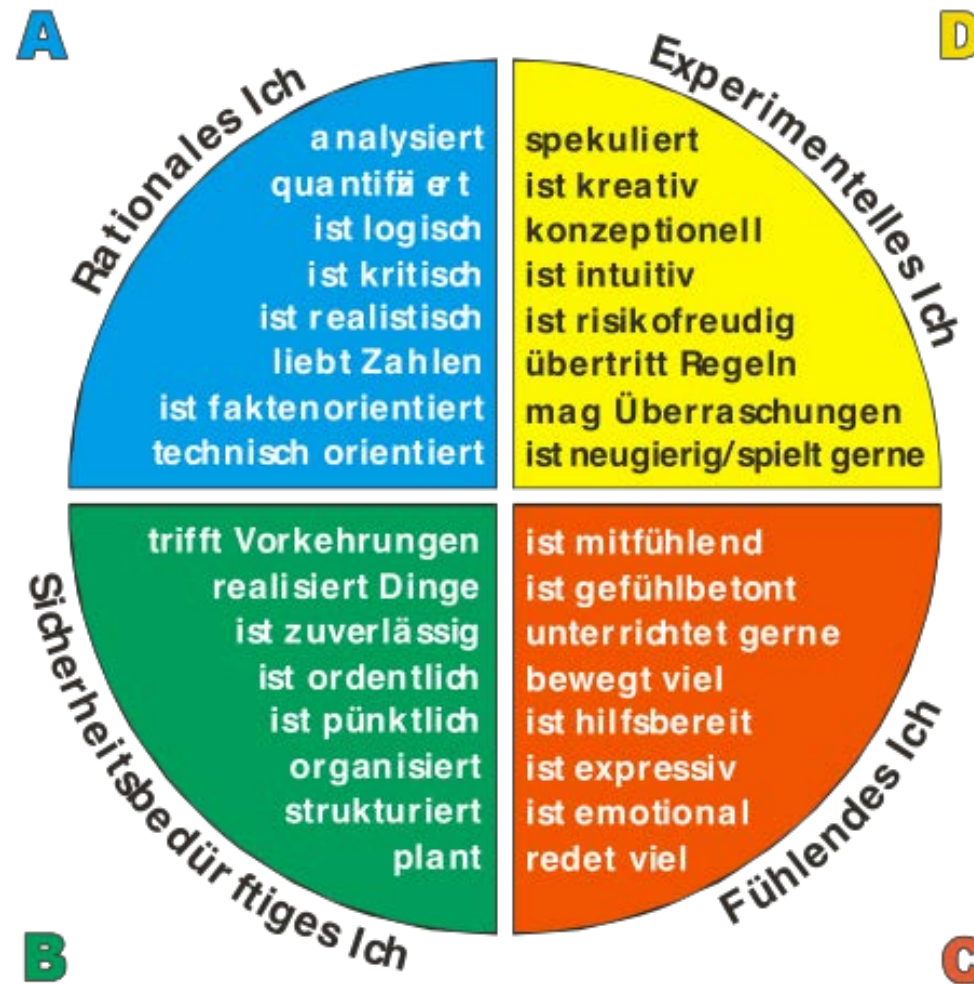 A
Rationales Ich
analysiert
quantifiziert
ist logisch
ist kritisch
ist realistisch
liebt Zahlen
ist faktenorientiert
technisch orientiert
D
Experimentelles Ich
spekuliert
ist kreativ
konzeptionell
ist intuitiv
ist risikofreudig
übertritt Regeln
mag Überraschungen
ist neugierig/spielt gerne
B
Sicherheitsbedürftiges Ich
trifft Vorkehrungen
realisiert Dinge
ist zuverlässig
ist ordentlich
ist pünktlich
organisiert
strukturiert
plant
C
Fühlendes Ich
ist mitfühlend
ist gefühlbetont
unterrichtet gerne
bewegt viel
ist hilfsbereit
ist expressiv
ist emotional
redet viel